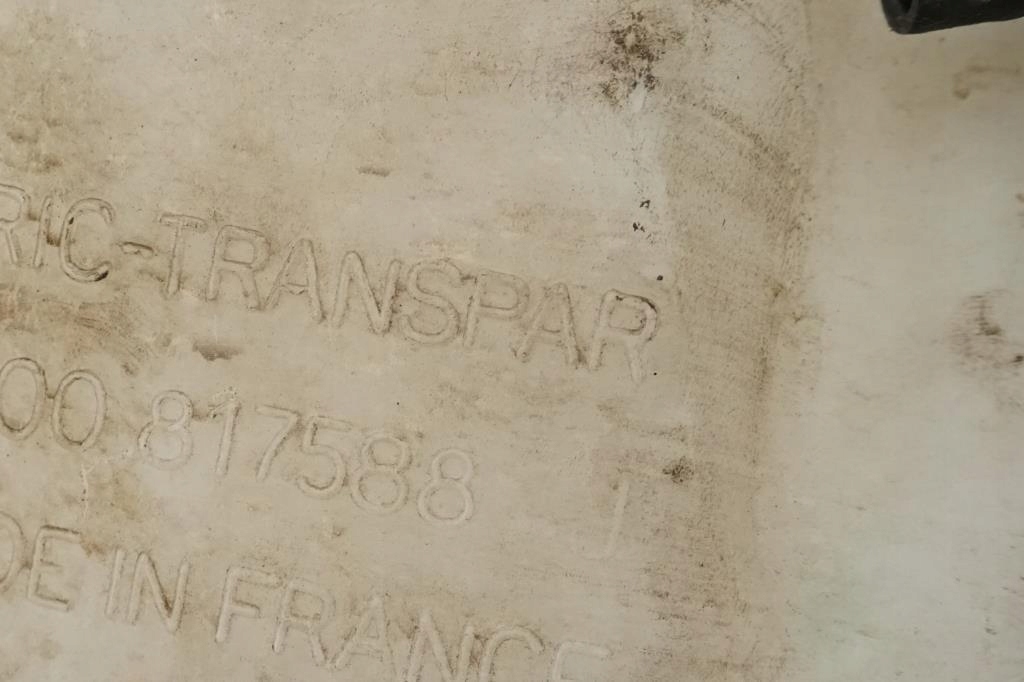 RIC-TRANSPAR
00 817588 J
DE IN FRANCE